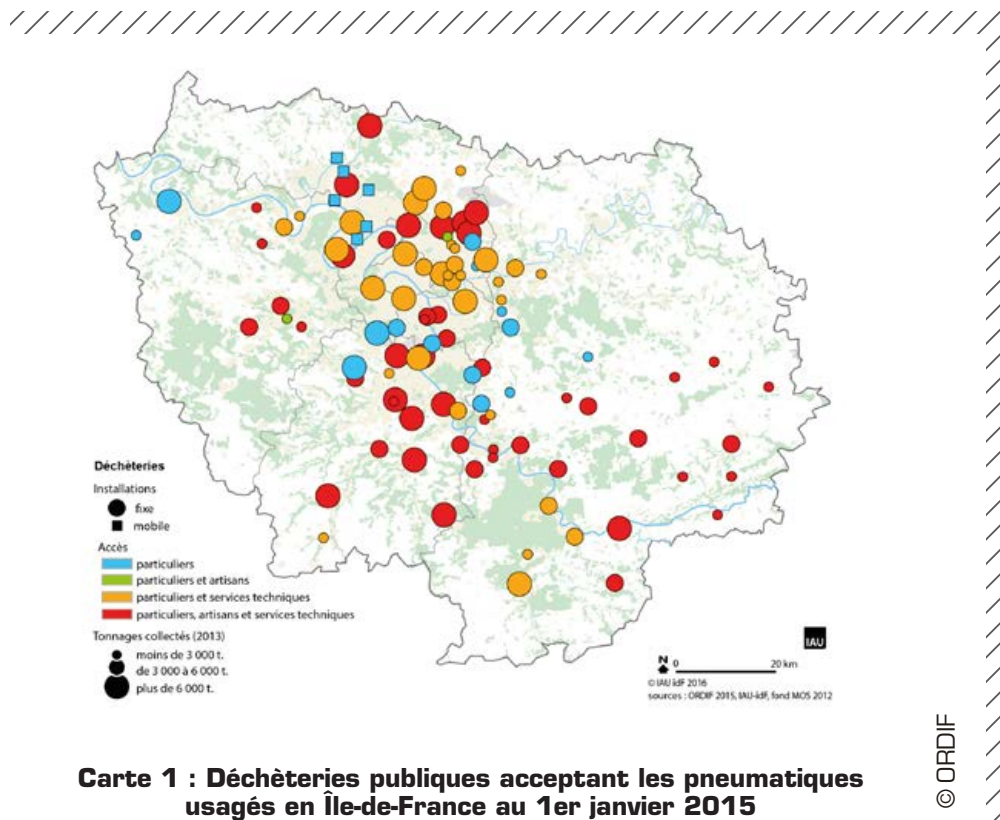 Déchèteries
Installations
fixe
mobile
Accès
particuliers
particuliers et artisans
particuliers et services techniques
particuliers, artisans et services techniques
Tonnages collectés (2013)
moins de 3 000 t.
de 3 000 à 6 000 t.
plus de 6 000 t.
IAU
N 0 20 km
© IAU idF 2016
sources : ORDIF 2015, IAU-idF, fond MOS 2012
© ORDIF
Carte 1 : Déchèteries publiques acceptant les pneumatiques
usagés en Île-de-France au 1er janvier 2015